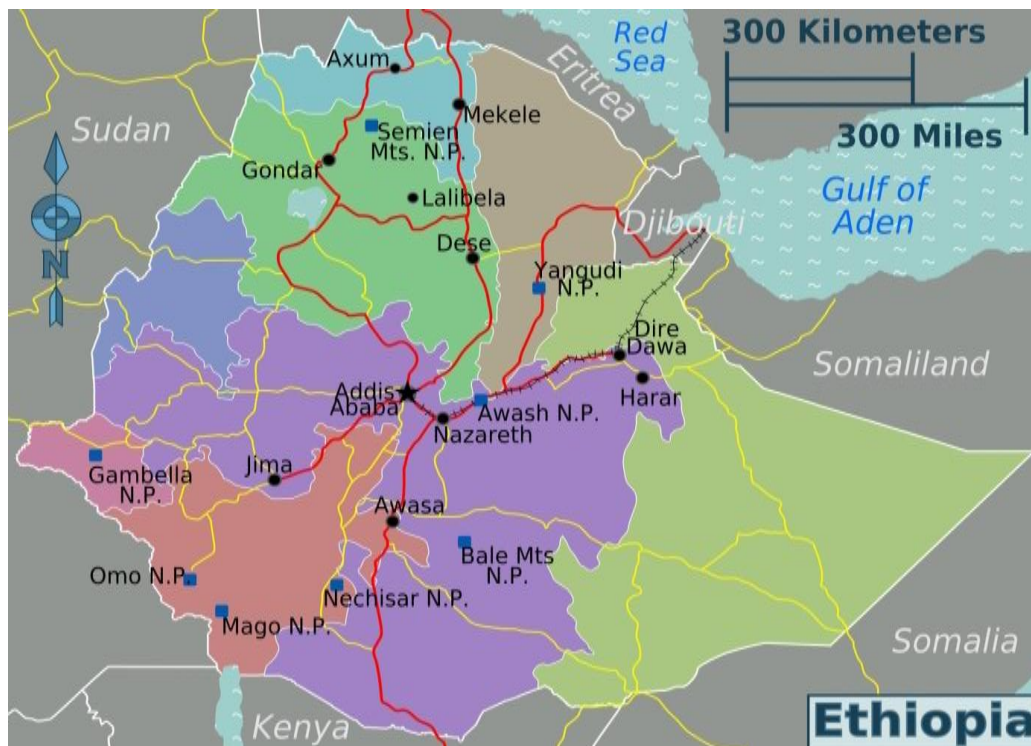 Red
Sea
300 Kilometers
300 Miles
Eritrea
Axum
Mekele
Sudan
Semien
Mts. N.P.
Gondar
Lalibela
Gulf of
Aden
Djibouti
Dese
N
Yangudi
N.P.
Dire
Dawa
Somaliland
Addis
Ababa
Harar
Awash N.P.
Nazareth
Jima
Gambella
N.P.
Awasa
Bale Mts
N.P.
Omo N.P.
Nechisar N.P.
Mago N.P.
Somalia
Kenya
Ethiopia